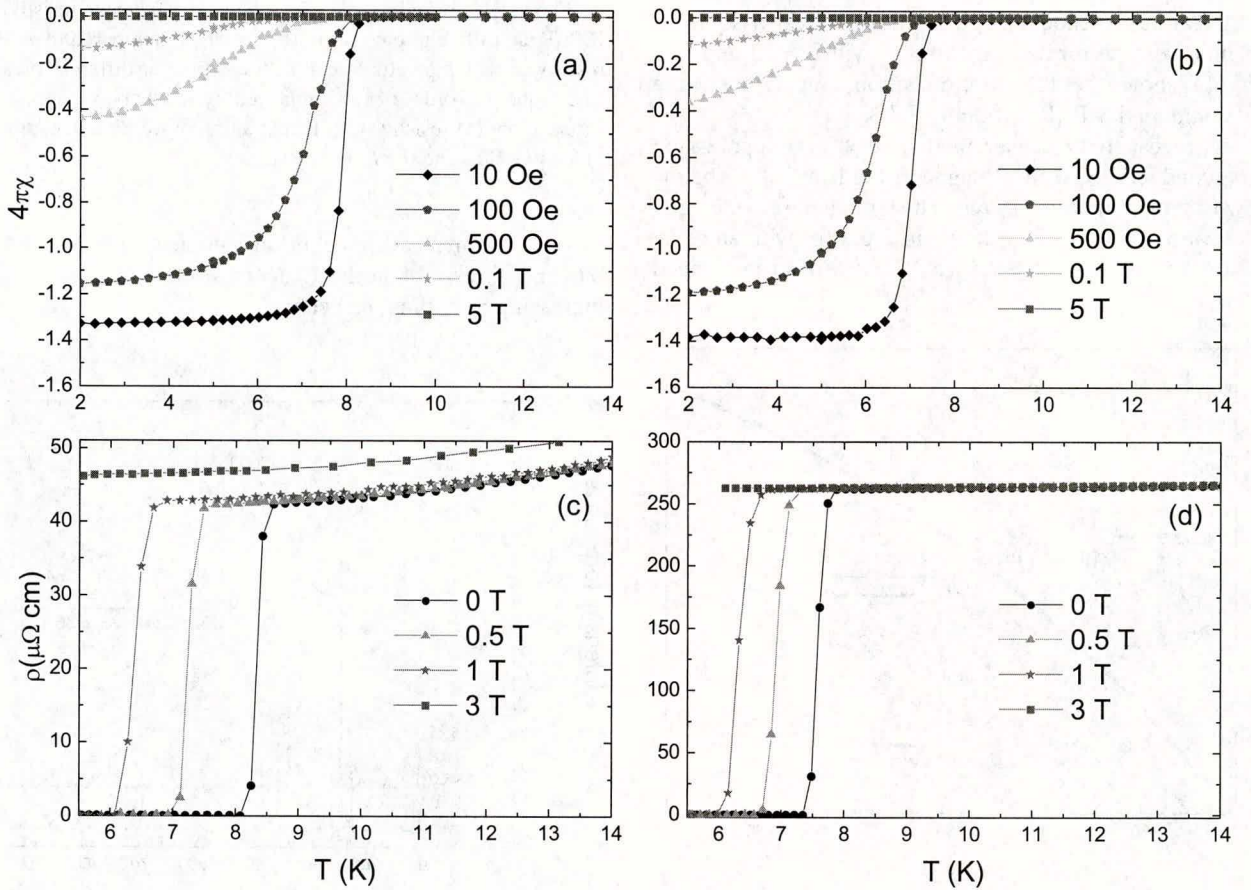 0.0
-0.2
-0.4
-0.6
-0.8
-1.0
-1.2
-1.4
-1.6
4πχ
(a)
10 Oe
100 Oe
500 Oe
0.1 T
5 T
2 4 6 8 10 12 14
0.0
-0.2
-0.4
-0.6
-0.8
-1.0
-1.2
-1.4
-1.6
(b)
10 Oe
100 Oe
500 Oe
0.1 T
5 T
2 4 6 8 10 12 14
50
40
30
20
10
0
ρ(μΩ cm)
(c)
0 T
0.5 T
1 T
3 T
6 7 8 9 10 11 12 13 14
T (K)
300
250
200
150
100
50
0
(d)
0 T
0.5 T
1 T
3 T
6 7 8 9 10 11 12 13 14
T (K)